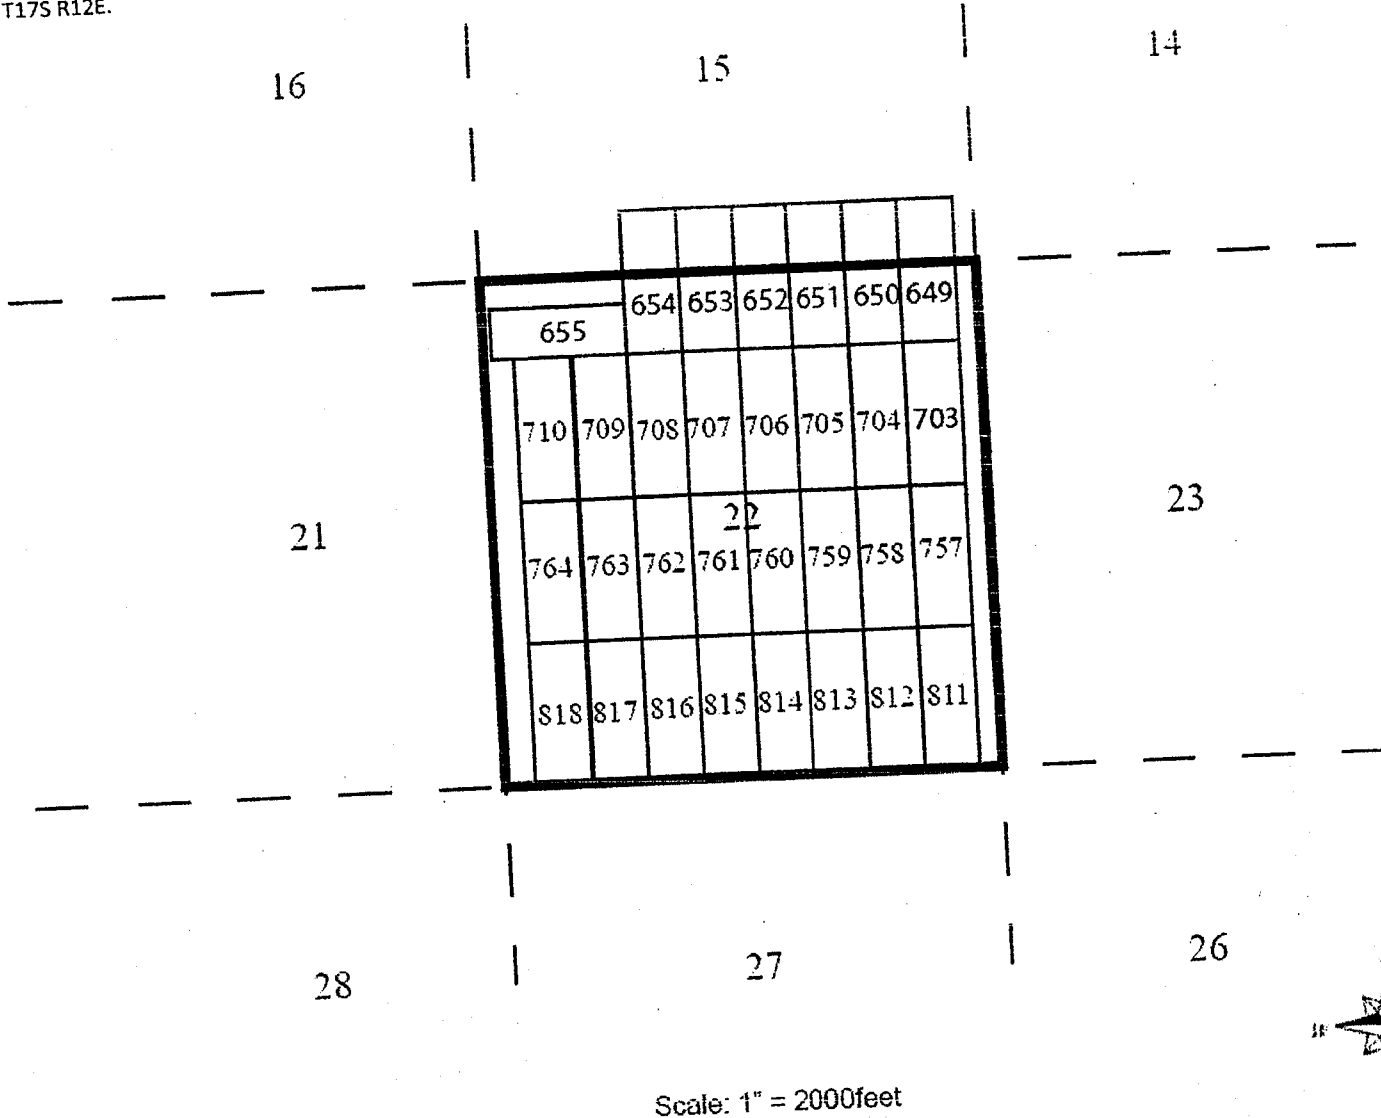 T17S R12E.
16 15 14
654 653 652 651 650 649
655
710 709 708 707 706 705 704 703
21 22 23
764 763 762 761 760 759 758 757
818 817 816 815 814 813 812 811
28 27 26
W
Scale: 1" = 2000feet